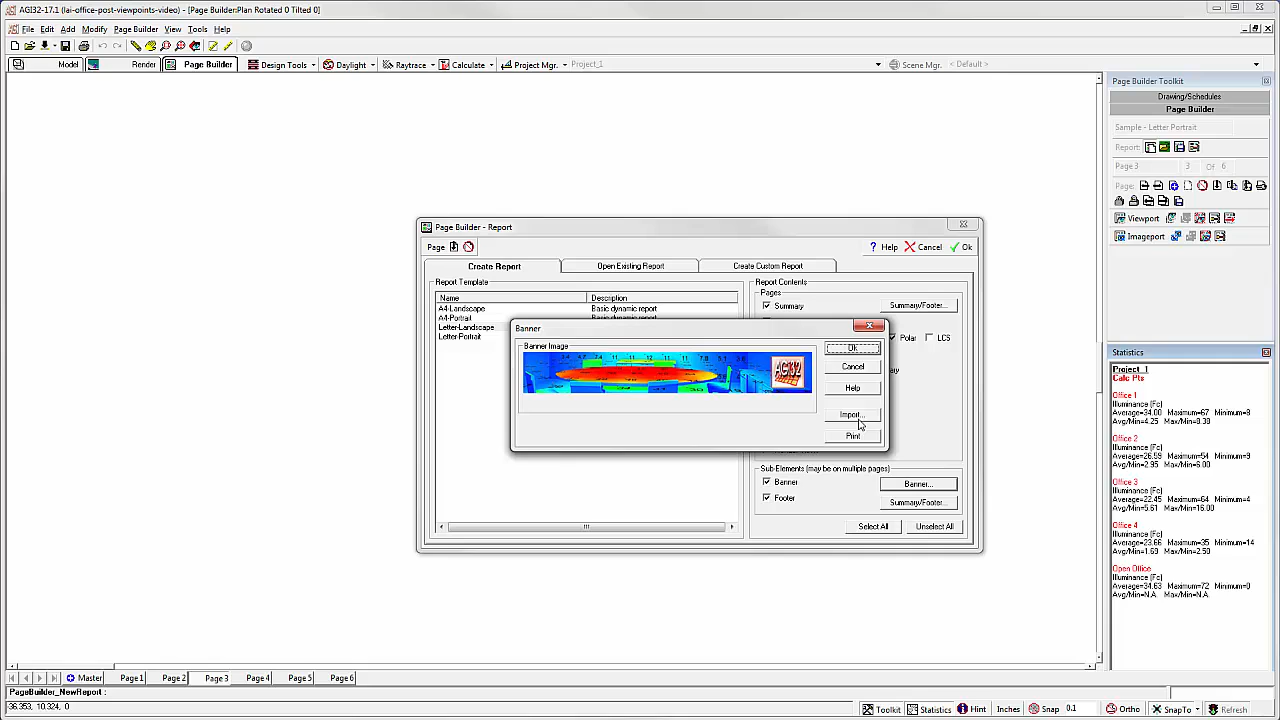 AGI32-17.1 (lai-office-post-viewpoints-video) - [Page Builder:Plan Rotated 0 Tilted 0]
File Edit Add Modify Page Builder View Tools Help
Model Render Page Builder Design Tools Daylight Raytrace Calculate Project Mgr. Project_1 Scene Mgr. < Default >
Page Builder Toolkit
Drawing/Schedules
Page Builder
Sample - Letter Portrait
Report:
Page 3 3 Of 6
Page:
Viewport
Imageport
Page Builder - Report
Page Help Cancel Ok
Create Report Open Existing Report Create Custom Report
Report Template
Name Description
A4-Landscape Basic dynamic report
A4-Portrait Basic dynamic report
Letter-Landscape
Letter-Portrait
Report Contents
Pages
Summary Summary/Footer...
Polar LCS
Banner
Banner Image
AGI32
Ok
Cancel
Help
Import...
Print
Sub-Elements (may be on multiple pages)
Banner Banner...
Footer Summary/Footer...
Select All Unselect All
Statistics
Project_1
Calc Pts
Office 1
Illuminance (Fc)
Average=34.00 Maximum=67 Minimum=8
Avg/Min=4.25 Max/Min=8.38
Office 2
Illuminance (Fc)
Average=26.59 Maximum=54 Minimum=9
Avg/Min=2.95 Max/Min=6.00
Office 3
Illuminance (Fc)
Average=22.45 Maximum=64 Minimum=4
Avg/Min=5.61 Max/Min=16.00
Office 4
Illuminance (Fc)
Average=23.66 Maximum=35 Minimum=14
Avg/Min=1.69 Max/Min=2.50
Open Office
Illuminance (Fc)
Average=34.63 Maximum=72 Minimum=0
Avg/Min=N.A. Max/Min=N.A.
Master Page1 Page2 Page3 Page4 Page5 Page6
PageBuilder_NewReport :
36.353, 10.324, 0
Toolkit Statistics Hint Inches Snap 0.1 Ortho SnapTo Refresh